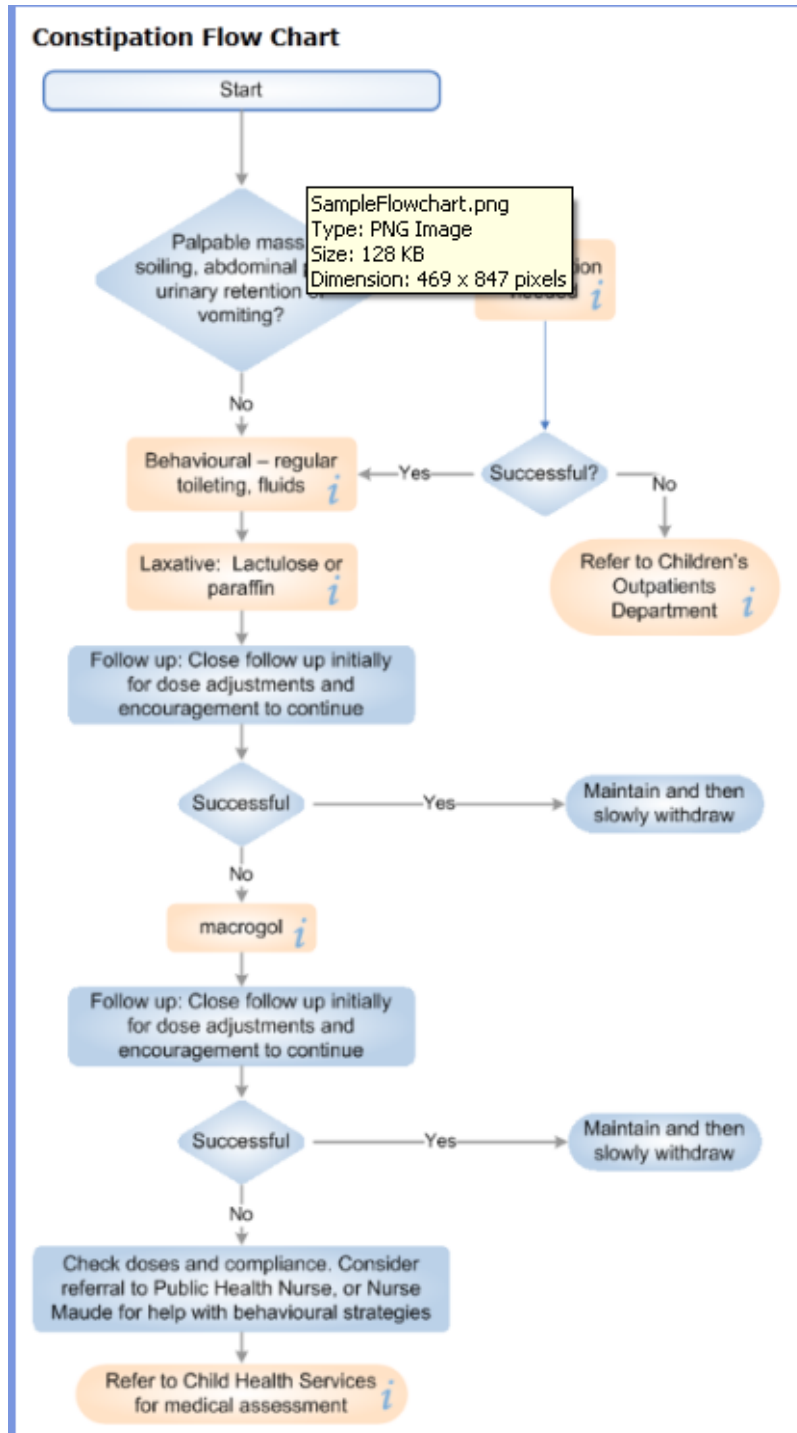 Constipation Flow Chart
Start
Palpable mass
soiling, abdominal
urinary retention
vomiting?
SampleFlowchart.png
Type: PNG Image
Size: 128 KB
Dimension: 469 x 847 pixels
i
No
Behavioural – regular
toileting, fluids
i
Yes
Successful?
No
Laxative: Lactulose or
paraffin
i
Refer to Children's
Outpatients
Department
i
Follow up: Close follow up initially
for dose adjustments and
encouragement to continue
Successful
Yes
Maintain and then
slowly withdraw
No
macrogol
i
Follow up: Close follow up initially
for dose adjustments and
encouragement to continue
Successful
Yes
Maintain and then
slowly withdraw
No
Check doses and compliance. Consider
referral to Public Health Nurse, or Nurse
Maude for help with behavioural strategies
Refer to Child Health Services
for medical assessment
i